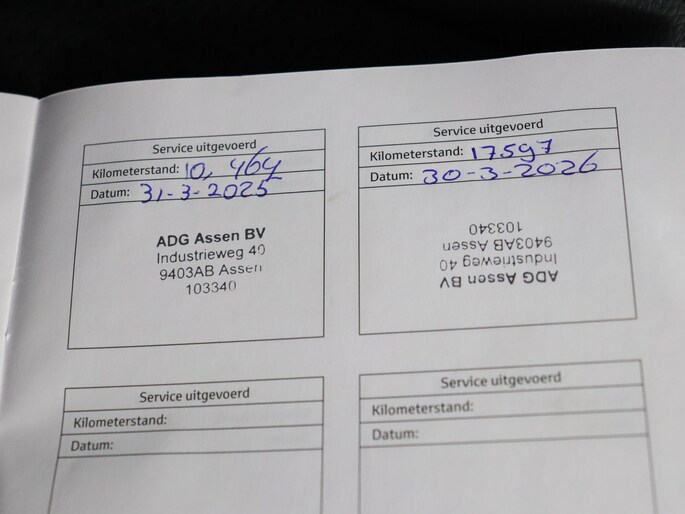 Service uitgevoerd
Kilometerstand: 10,464
Datum: 31-3-2025
ADG Assen BV
Industrieweg 40
9403AB Assen
103340
Service uitgevoerd
Kilometerstand: 17597
Datum: 30-3-2026
ADG Assen BV
Industrieweg 40
9403AB Assen
103340
Service uitgevoerd
Kilometerstand:
Datum:
Service uitgevoerd
Kilometerstand:
Datum: